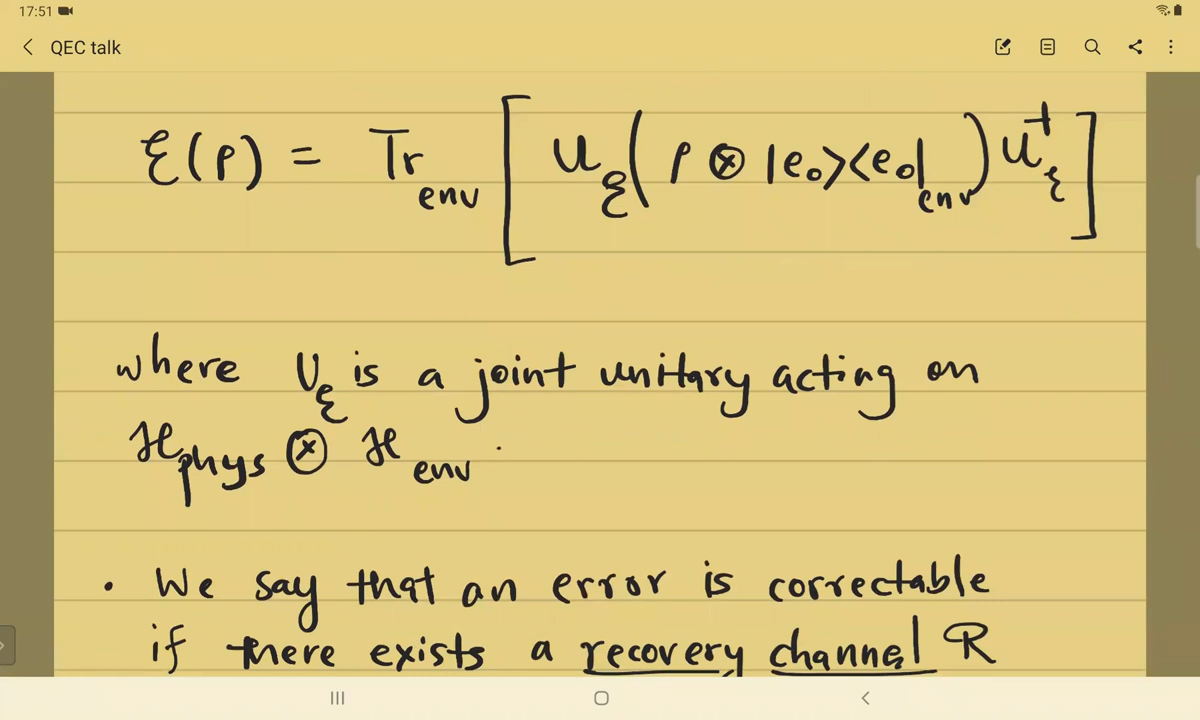 17:51
QEC talk
ℰ(ρ) = Tr_env [ U_ℰ ( ρ ⊗ |e₀><e₀|_env ) U†_ℰ ]
where U_ℰ is a joint unitary acting on
ℋ_phys ⊗ ℋ_env .
• We say that an error is correctable
if there exists a recovery channel R